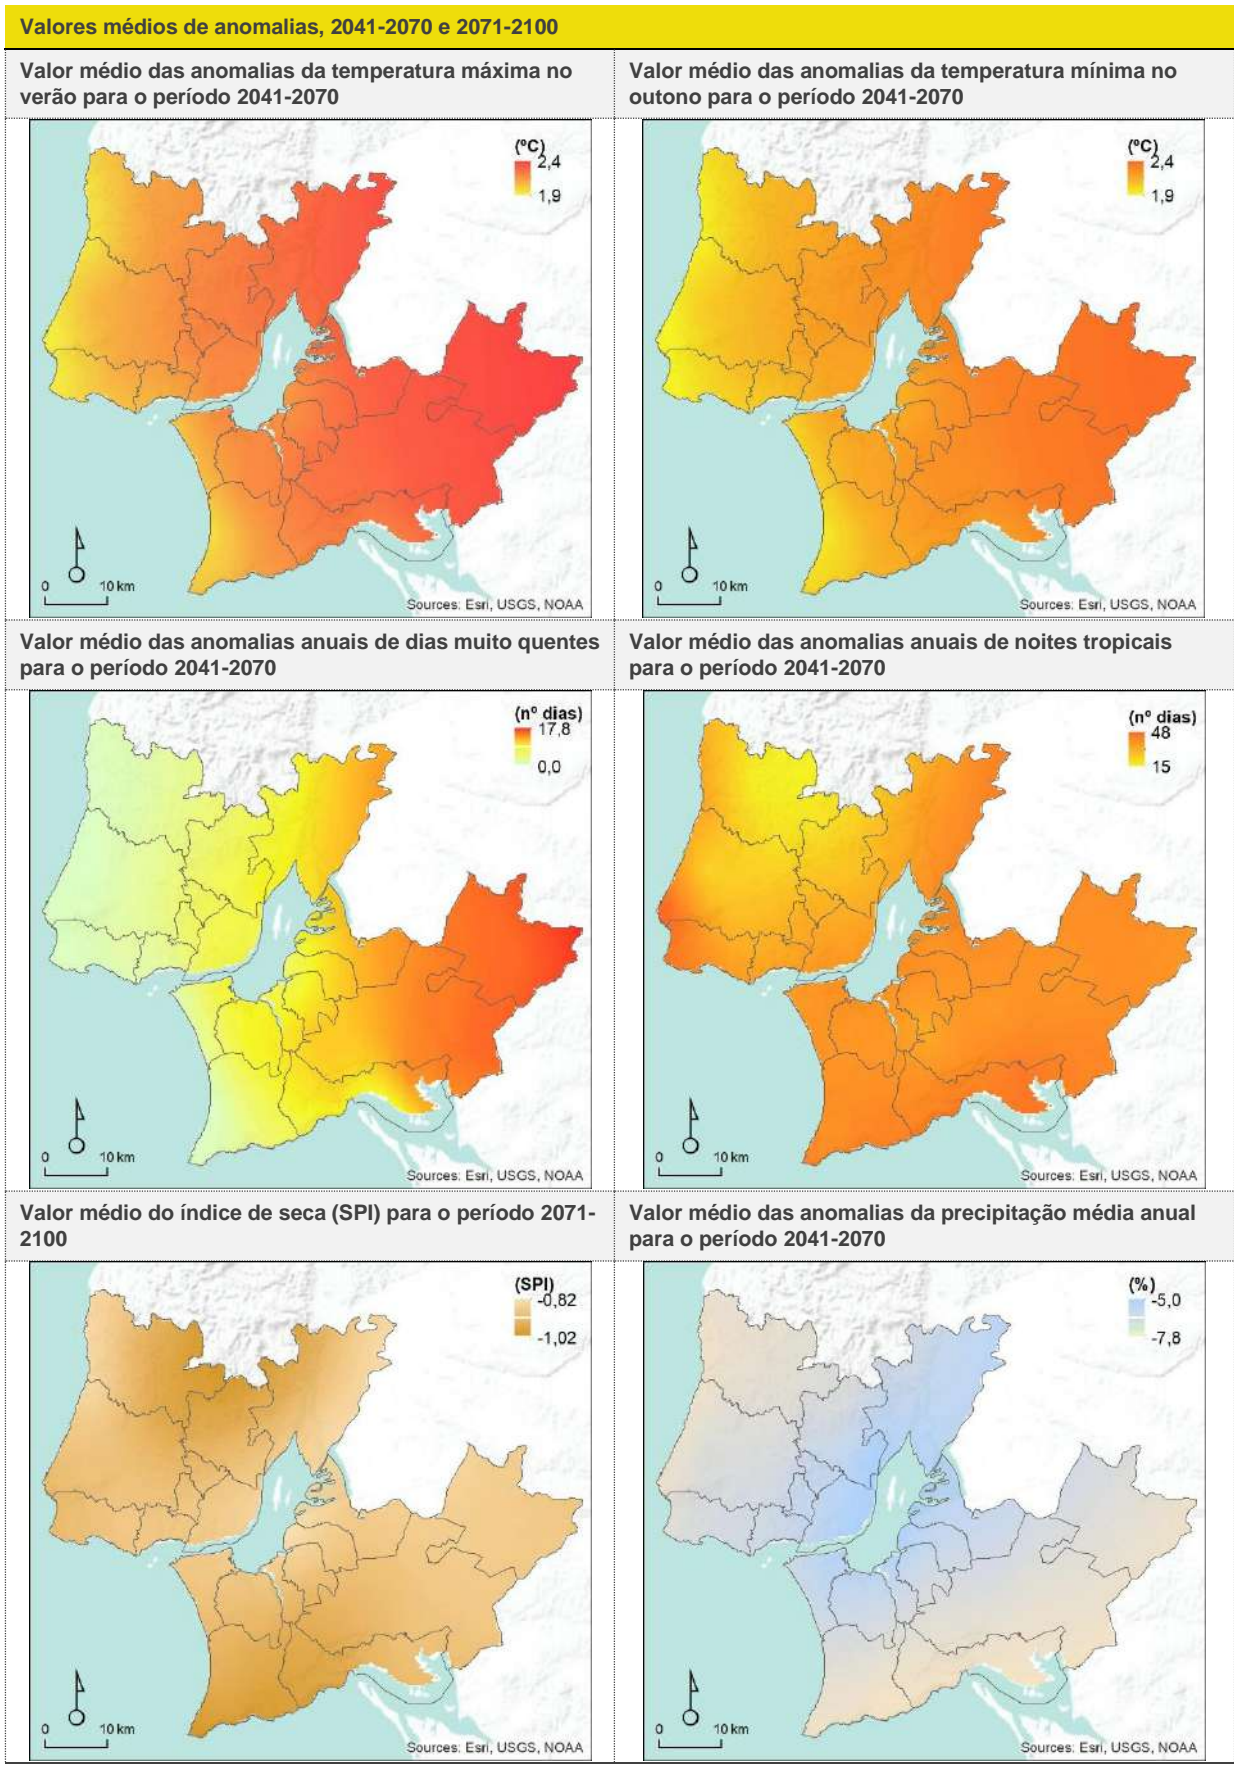 Valores médios de anomalias, 2041-2070 e 2071-2100
Valor médio das anomalias da temperatura máxima no
verão para o período 2041-2070
Valor médio das anomalias da temperatura mínima no
outono para o período 2041-2070
(ºC)
2,4
1,9
0 10 km
Sources: Esri, USGS, NOAA
(ºC)
2,4
1,9
0 10 km
Sources: Esri, USGS, NOAA
Valor médio das anomalias anuais de dias muito quentes
para o período 2041-2070
Valor médio das anomalias anuais de noites tropicais
para o período 2041-2070
(nº dias)
17,8
0,0
0 10 km
Sources: Esri, USGS, NOAA
(nº dias)
48
15
0 10 km
Sources: Esri, USGS, NOAA
Valor médio do índice de seca (SPI) para o período 2071-
2100
Valor médio das anomalias da precipitação média anual
para o período 2041-2070
(SPI)
-0,82
-1,02
0 10 km
Sources: Esri, USGS, NOAA
(%)
-5,0
-7,8
0 10 km
Sources: Esri, USGS, NOAA